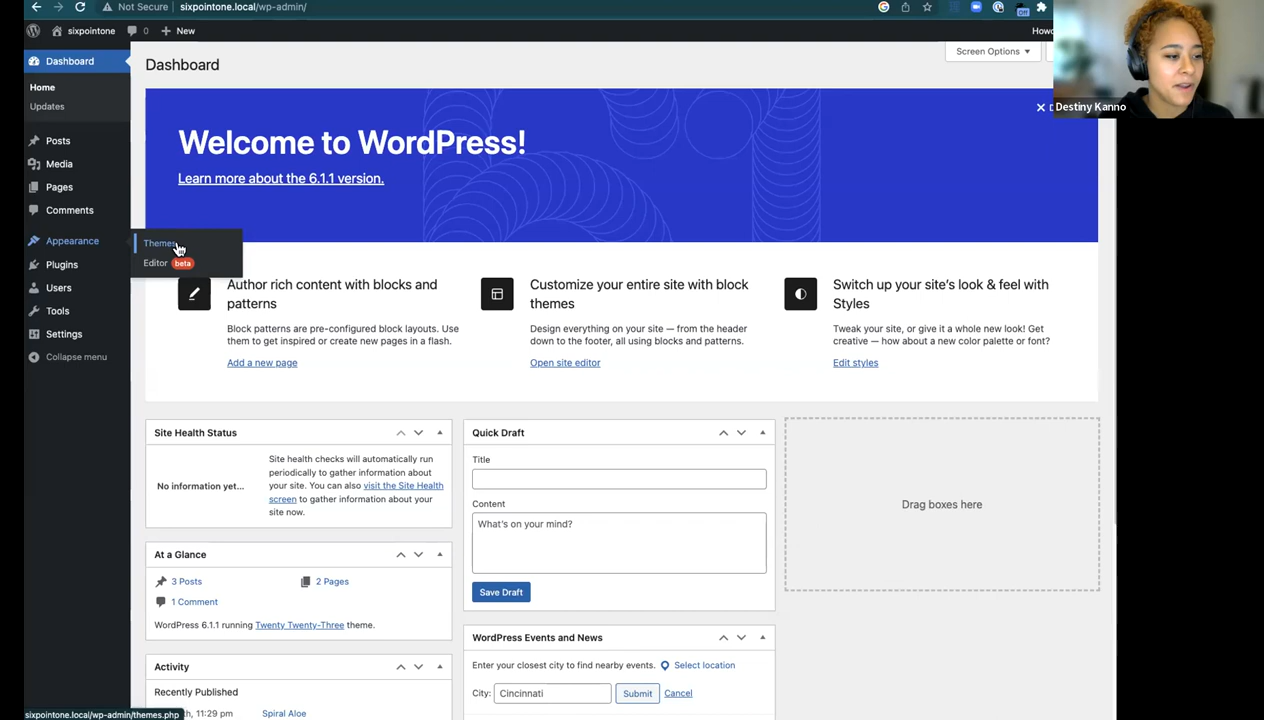 Not Secure
sixpointone.local/wp-admin/
Off
sixpointone
0
New
Dashboard
Home
Updates
Posts
Media
Pages
Comments
Appearance
Plugins
Users
Tools
Settings
Collapse menu
Themes
Editor beta
Dashboard
Screen Options
Destiny Kanno
Welcome to WordPress!
Learn more about the 6.1.1 version.
Author rich content with blocks and
patterns
Block patterns are pre-configured block layouts. Use
them to get inspired or create new pages in a flash.
Add a new page
Customize your entire site with block
themes
Design everything on your site — from the header
down to the footer, all using blocks and patterns.
Open site editor
Switch up your site's look & feel with
Styles
Tweak your site, or give it a whole new look! Get
creative — how about a new color palette or font?
Edit styles
Site Health Status
No information yet...
Site health checks will automatically run
periodically to gather information about
your site. You can also visit the Site Health
screen to gather information about your
site now.
At a Glance
3 Posts
2 Pages
1 Comment
WordPress 6.1.1 running Twenty Twenty-Three theme.
Activity
Recently Published
11:29 pm
Spiral Aloe
Quick Draft
Title
Content
What's on your mind?
Save Draft
WordPress Events and News
Enter your closest city to find nearby events. Select location
City: Cincinnati Submit Cancel
Drag boxes here
sixpointone.local/wp-admin/themes.php